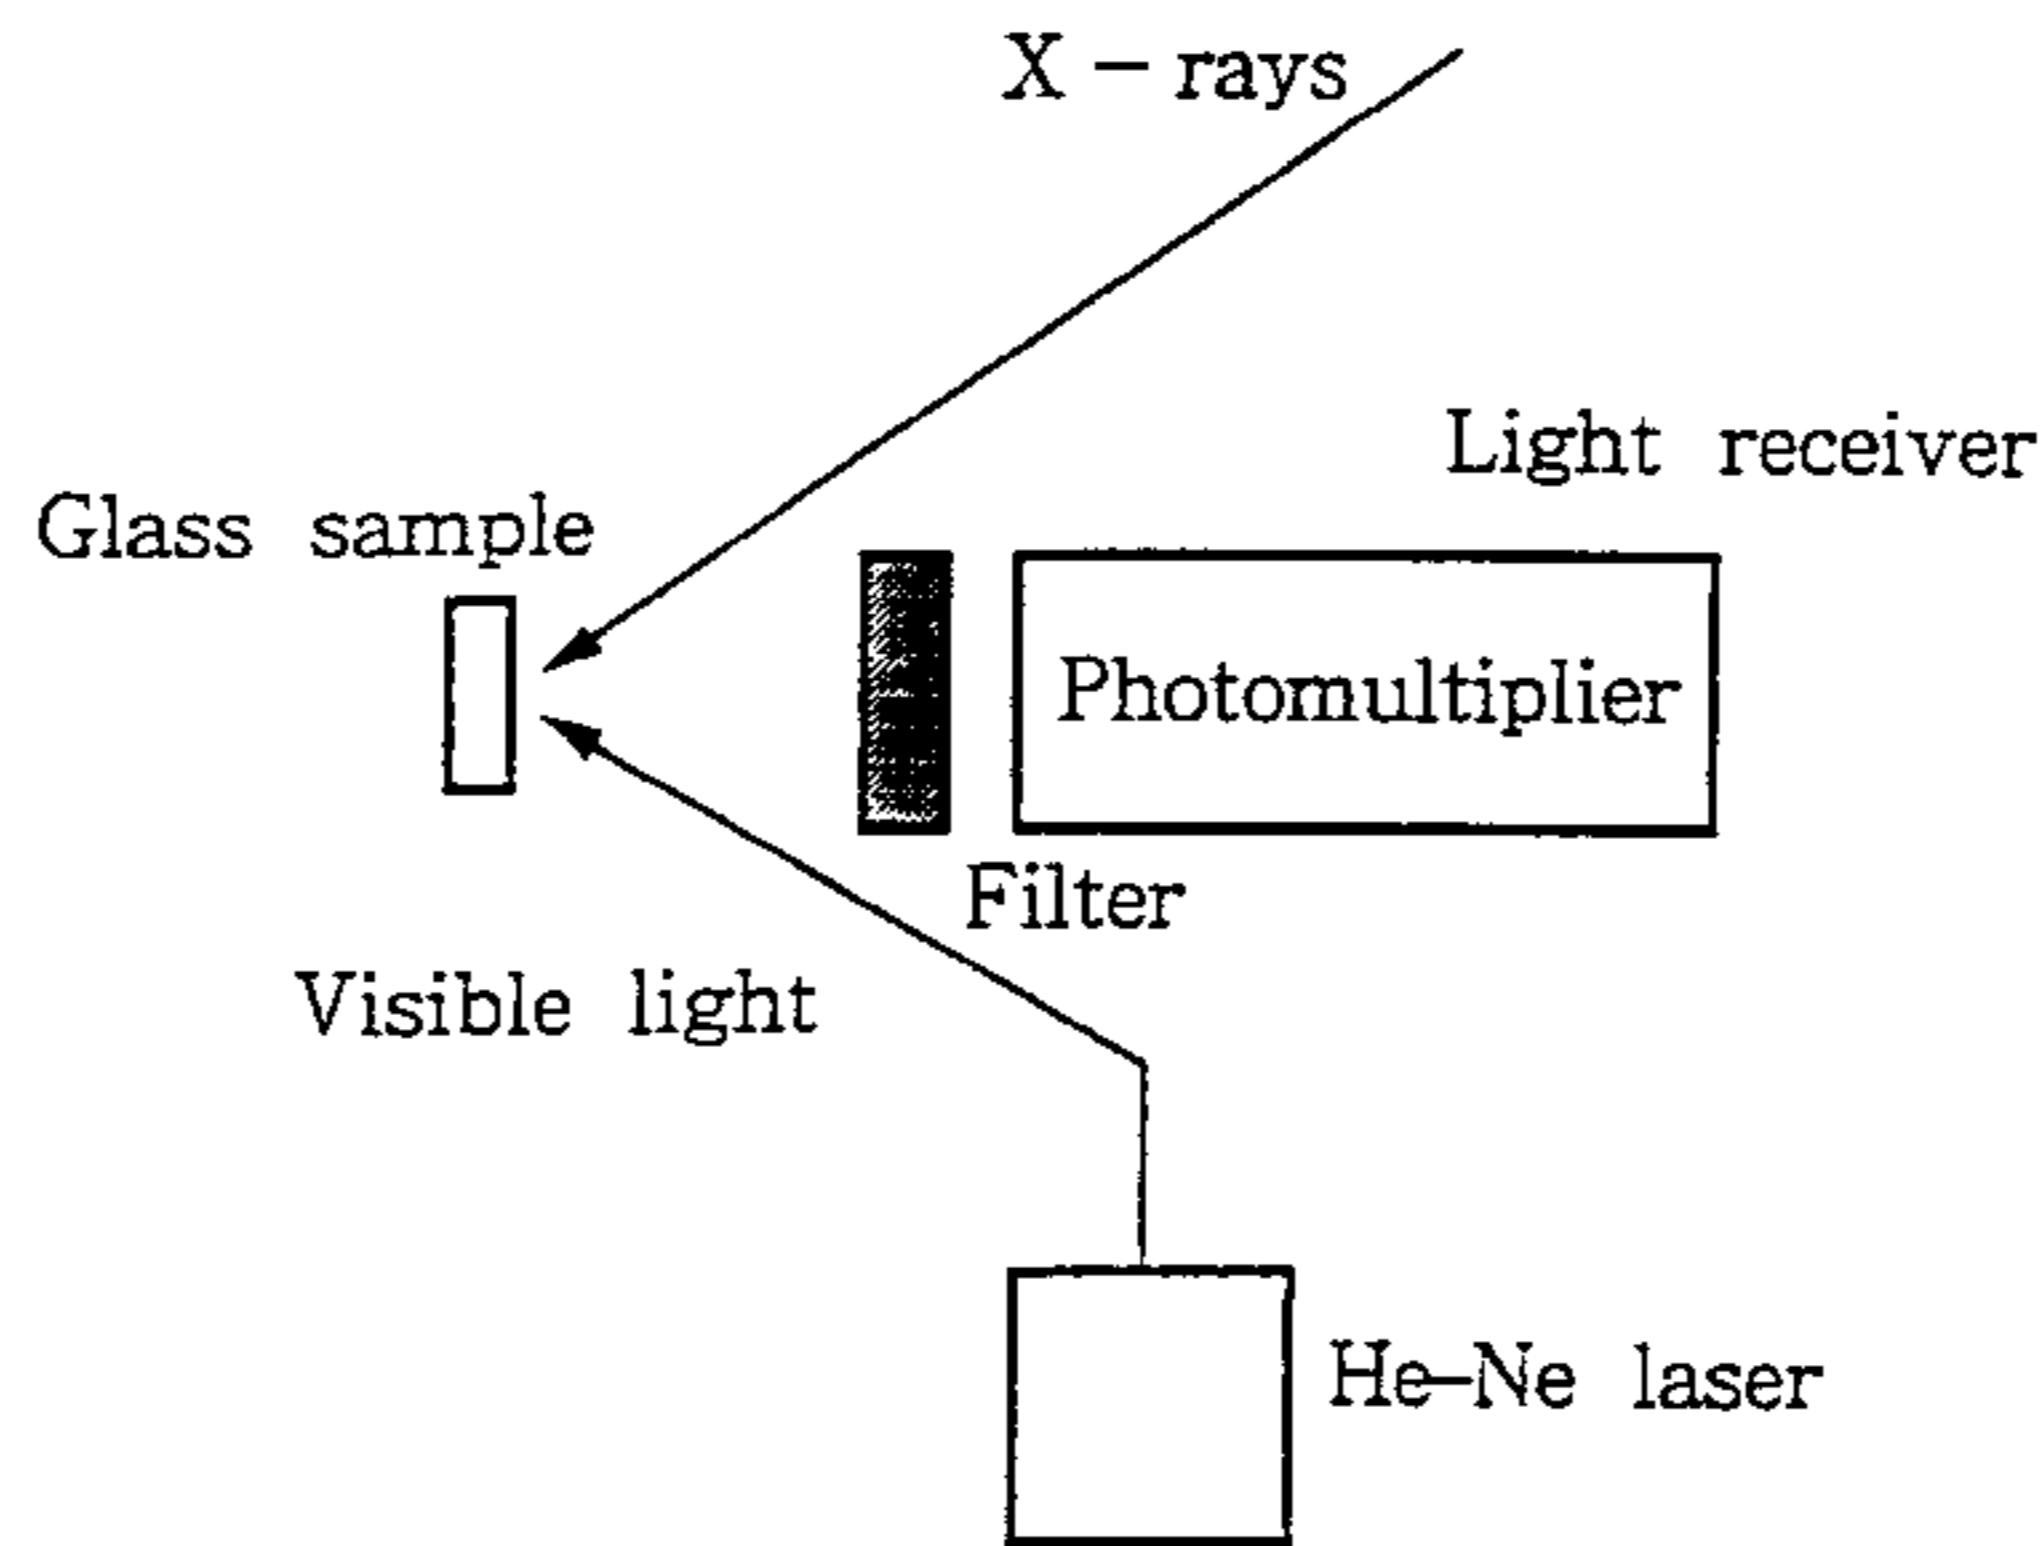 X – rays
Light receiver
Glass sample
Photomultiplier
Filter
Visible light
He–Ne laser